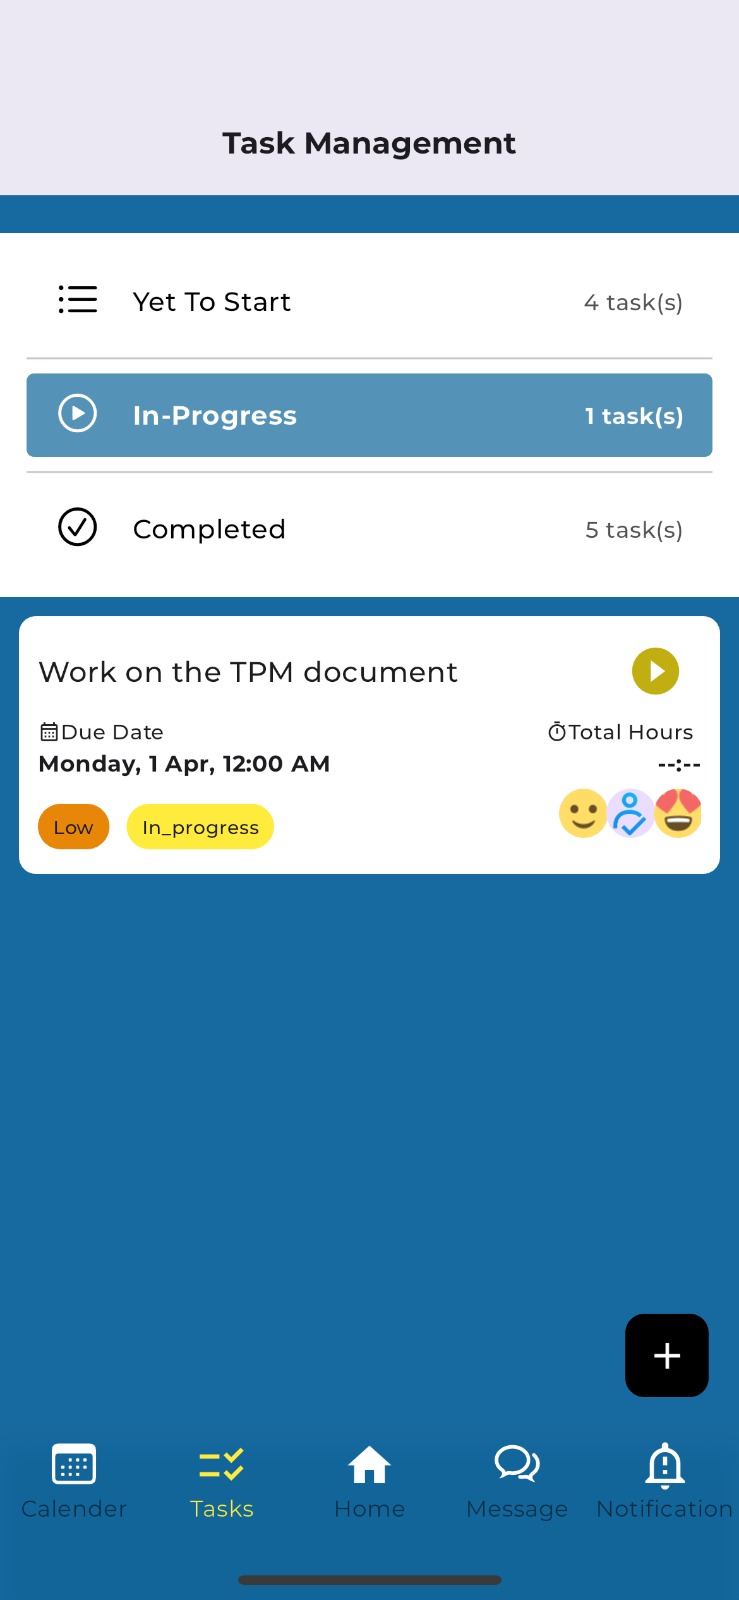 Task Management
Yet To Start 4 task(s)
In-Progress 1 task(s)
Completed 5 task(s)
Work on the TPM document
Due Date Total Hours
Monday, 1 Apr, 12:00 AM --:--
Low In_progress
Calender Tasks Home Message Notification